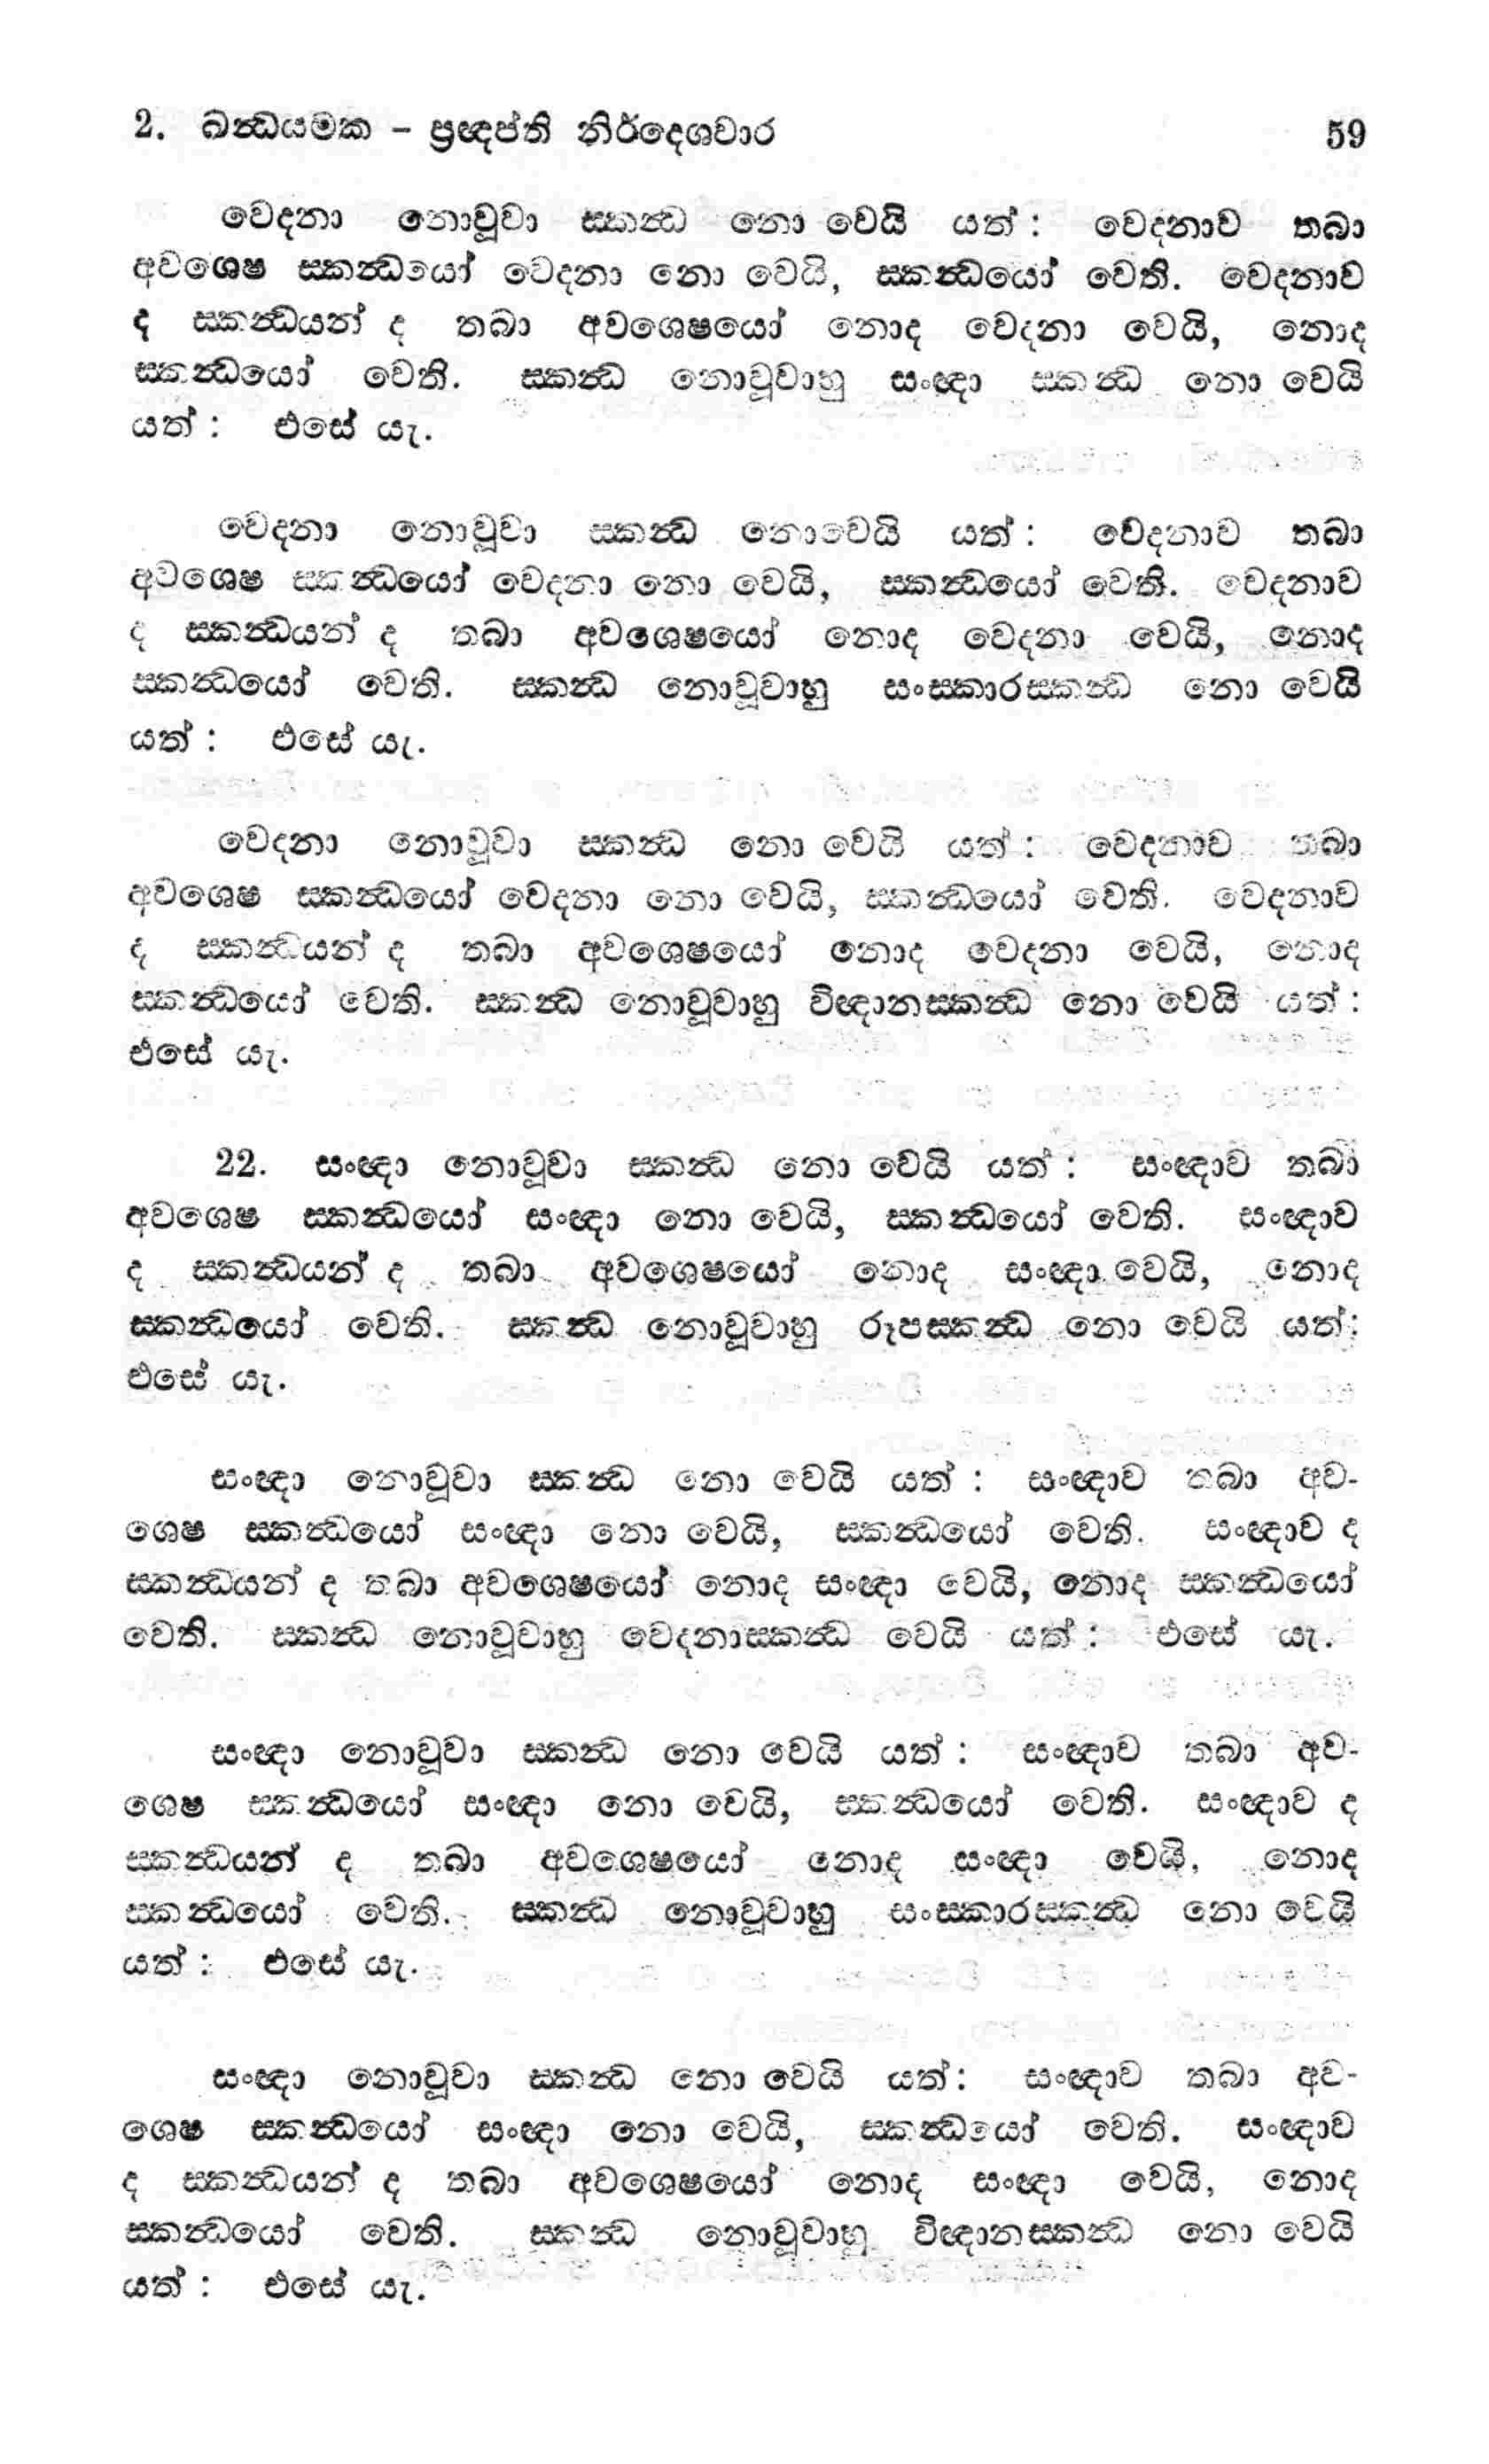 2. ඛන්‍ධයමක – ප්‍රඥප්ති නිර්දෙශවාර 59
වෙදනා නොවූවා ස්කන්‍ධ නො වෙයි යත් : වෙදනාව තබා
අවශෙෂ ස්කන්‍ධයෝ වෙදනා නො වෙයි, ස්කන්‍ධයෝ වෙති. වෙදනාව
ද ස්කන්‍ධයන් ද තබා අවශෙෂයෝ නොද වෙදනා වෙයි, නොද
ස්කන්‍ධයෝ වෙති. ස්කන්‍ධ නොවූවාහු සංඥා ස්කන්‍ධ නො වෙයි
යත් : එසේ යැ.
වෙදනා නොවූවා ස්කන්‍ධ නොවෙයි යත් : වෙදනාව තබා
අවශෙෂ ස්කන්‍ධයෝ වෙදනා නො වෙයි, ස්කන්‍ධයෝ වෙති. වෙදනාව
ද ස්කන්‍ධයන් ද තබා අවශෙෂයෝ නොද වෙදනා වෙයි, නොද
ස්කන්‍ධයෝ වෙති. ස්කන්‍ධ නොවූවාහු සංස්කාරස්කන්‍ධ නො වෙයි
යත් : එසේ යැ.
වෙදනා නොවූවා ස්කන්‍ධ නො වෙයි යත් : වෙදනාව තබා
අවශෙෂ ස්කන්‍ධයෝ වෙදනා නො වෙයි, ස්කන්‍ධයෝ වෙති. වෙදනාව
ද ස්කන්‍ධයන් ද තබා අවශෙෂයෝ නොද වෙදනා වෙයි, නොද
ස්කන්‍ධයෝ වෙති. ස්කන්‍ධ නොවූවාහු විඥානස්කන්‍ධ නො වෙයි යත් :
එසේ යැ.
22. සංඥා නොවූවා ස්කන්‍ධ නො වෙයි යත් : සංඥාව තබා
අවශෙෂ ස්කන්‍ධයෝ සංඥා නො වෙයි, ස්කන්‍ධයෝ වෙති. සංඥාව
ද ස්කන්‍ධයන් ද තබා අවශෙෂයෝ නොද සංඥා වෙයි, නොද
ස්කන්‍ධයෝ වෙති. ස්කන්‍ධ නොවූවාහු රූපස්කන්‍ධ නො වෙයි යත්:
එසේ යැ.
සංඥා නොවූවා ස්කන්‍ධ නො වෙයි යත් : සංඥාව තබා අව-
ශෙෂ ස්කන්‍ධයෝ සංඥා නො වෙයි, ස්කන්‍ධයෝ වෙති. සංඥාව ද
ස්කන්‍ධයන් ද තබා අවශෙෂයෝ නොද සංඥා වෙයි, නොද ස්කන්‍ධයෝ
වෙති. ස්කන්‍ධ නොවූවාහු වෙදනාස්කන්‍ධ වෙයි යත් : එසේ යැ.
සංඥා නොවූවා ස්කන්‍ධ නො වෙයි යත් : සංඥාව තබා අව-
ශෙෂ ස්කන්‍ධයෝ සංඥා නො වෙයි, ස්කන්‍ධයෝ වෙති. සංඥාව ද
ස්කන්‍ධයන් ද තබා අවශෙෂයෝ නොද සංඥා වෙයි, නොද
ස්කන්‍ධයෝ වෙති. ස්කන්‍ධ නොවූවාහු සංස්කාරස්කන්‍ධ නො වෙයි
යත් : එසේ යැ.
සංඥා නොවූවා ස්කන්‍ධ නො වෙයි යත් : සංඥාව තබා අව-
ශෙෂ ස්කන්‍ධයෝ සංඥා නො වෙයි, ස්කන්‍ධයෝ වෙති. සංඥාව
ද ස්කන්‍ධයන් ද තබා අවශෙෂයෝ නොද සංඥා වෙයි, නොද
ස්කන්‍ධයෝ වෙති. ස්කන්‍ධ නොවූවාහු විඥානස්කන්‍ධ නො වෙයි
යත් : එසේ යැ.